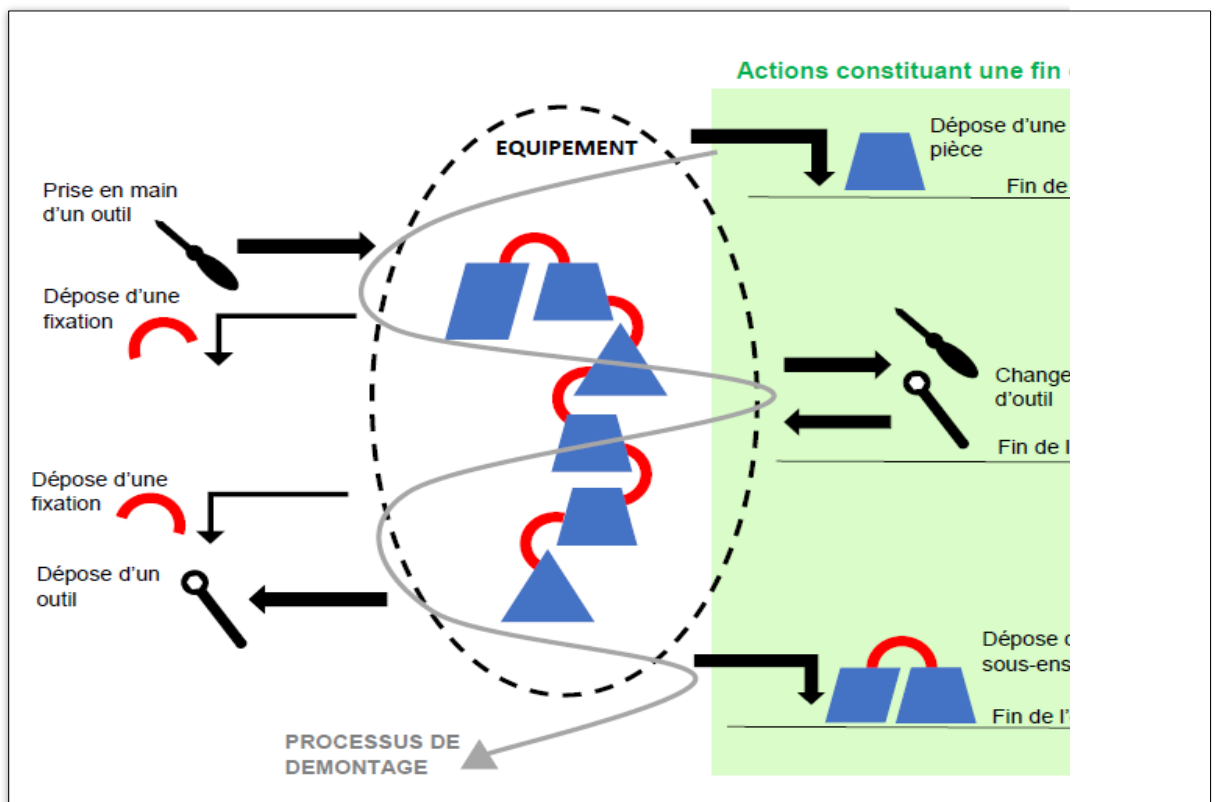 Actions constituant une fin
EQUIPEMENT
Dépose d'une
pièce
Fin de
Prise en main
d'un outil
Dépose d'une
fixation
Change
d'outil
Fin de l
Dépose d'une
fixation
Dépose d'un
outil
Dépose
sous-ens
Fin de l'
PROCESSUS DE
DEMONTAGE